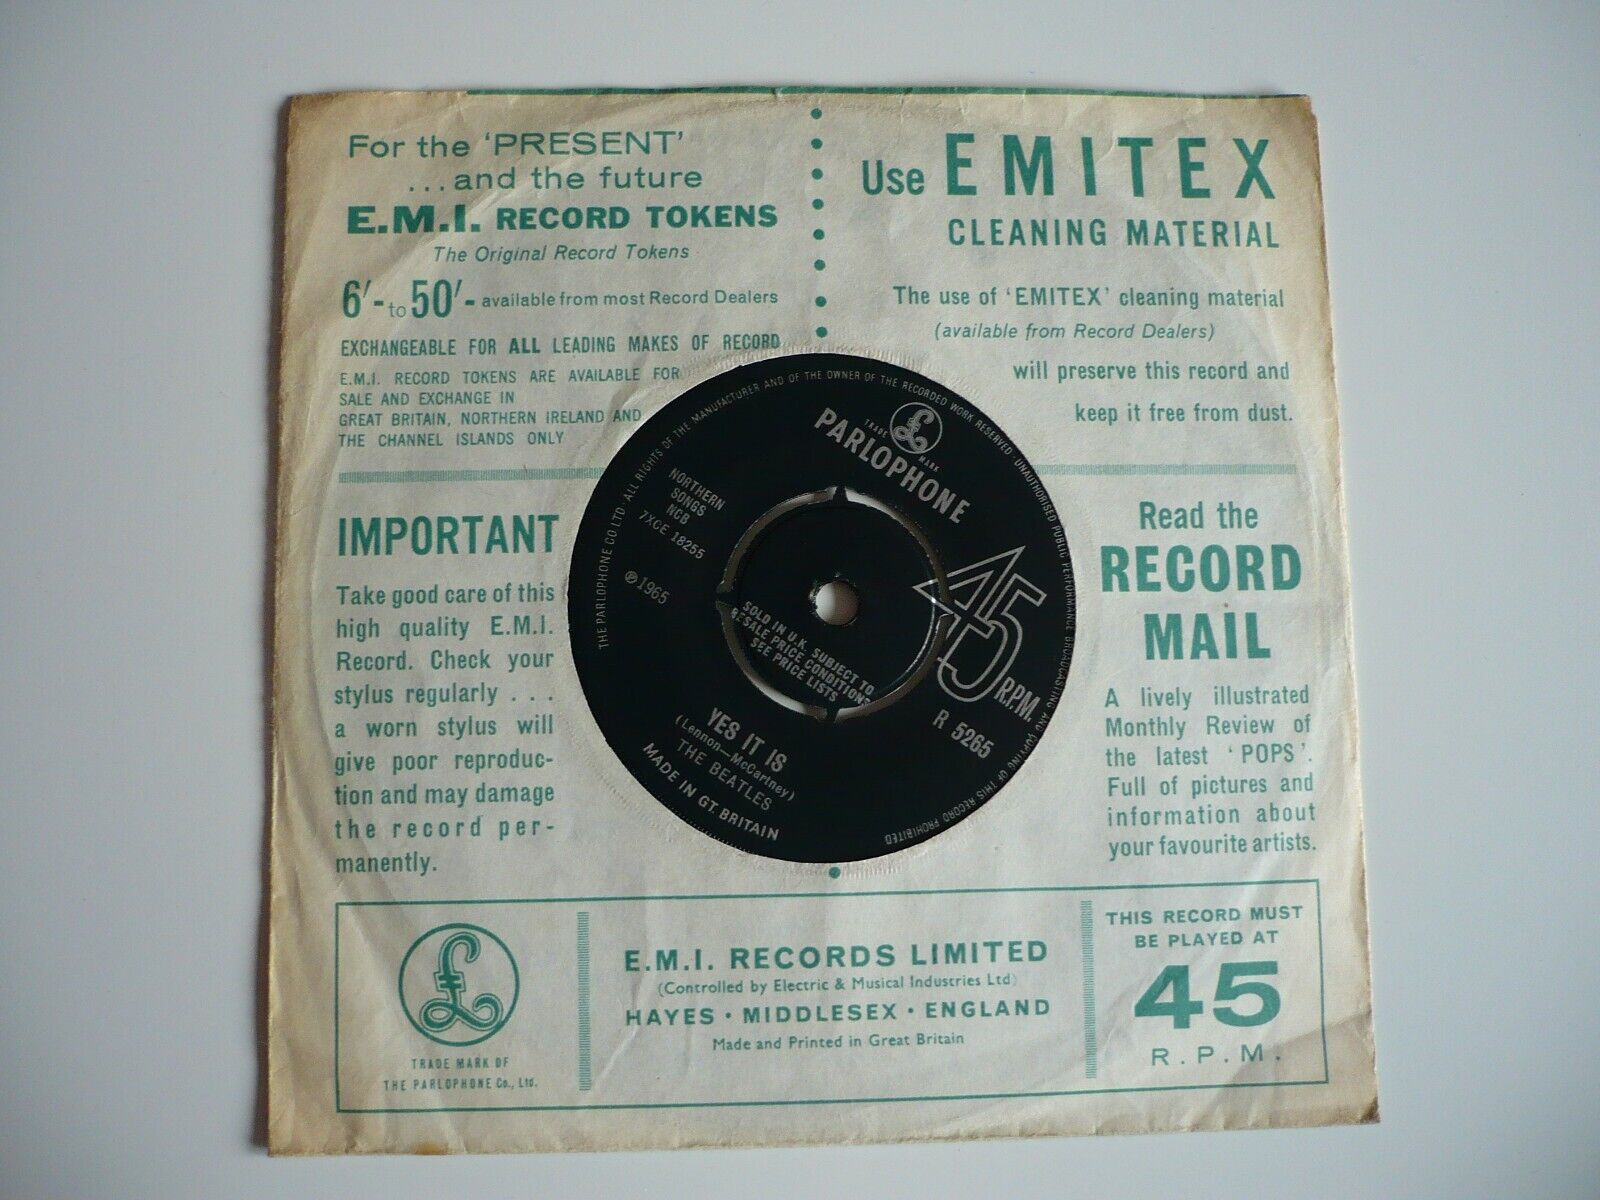 For the 'PRESENT'
...and the future
E.M.I. RECORD TOKENS
The Original Record Tokens
6'- to 50'- available from most Record Dealers
EXCHANGEABLE FOR ALL LEADING MAKES OF RECORD
E.M.I. RECORD TOKENS ARE AVAILABLE FOR
SALE AND EXCHANGE IN
GREAT BRITAIN, NORTHERN IRELAND AND
THE CHANNEL ISLANDS ONLY
Use EMITEX
CLEANING MATERIAL
The use of 'EMITEX' cleaning material
(available from Record Dealers)
will preserve this record and
keep it free from dust.
IMPORTANT
Take good care of this
high quality E.M.I.
Record. Check your
stylus regularly . . .
a worn stylus will
give poor reproduc-
tion and may damage
the record per-
manently.
THE PARLOPHONE CO. LTD. ALL RIGHTS OF THE MANUFACTURER AND OF THE OWNER OF THE RECORDED WORK RESERVED · UNAUTHORISED PUBLIC PERFORMANCE BROADCASTING AND COPYING OF THIS RECORD PROHIBITED
TRADE £ MARK
PARLOPHONE
NORTHERN
SONGS
NCB
7XCE 18255
℗1965
45
R.P.M.
SOLD IN U.K. SUBJECT TO
RESALE PRICE CONDITIONS
SEE PRICE LISTS
R 5265
YES IT IS
(Lennon—McCartney)
THE BEATLES
MADE IN GT. BRITAIN
Read the
RECORD
MAIL
A lively illustrated
Monthly Review of
the latest 'POPS'.
Full of pictures and
information about
your favourite artists.
£
TRADE MARK OF
THE PARLOPHONE Co., Ltd.
E.M.I. RECORDS LIMITED
(Controlled by Electric & Musical Industries Ltd)
HAYES · MIDDLESEX · ENGLAND
Made and Printed in Great Britain
THIS RECORD MUST
BE PLAYED AT
45
R.P.M.